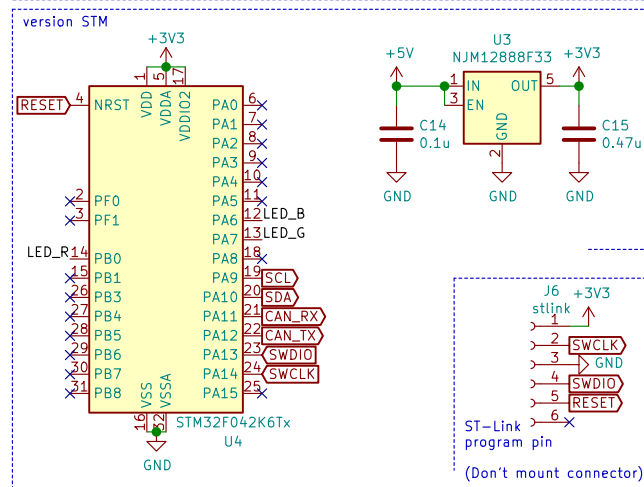 version STM
+3V3
1
5
17
VDD
VDDA
VDDIO2
RESET
4
NRST
2
PF0
3
PF1
LED_R
14
PB0
15
PB1
26
PB3
27
PB4
28
PB5
29
PB6
30
PB7
31
PB8
PA0
6
PA1
7
PA2
8
PA3
9
PA4
10
PA5
11
PA6
12
LED_B
PA7
13
LED_G
PA8
18
PA9
19
SCL
PA10
20
SDA
PA11
21
CAN_RX
PA12
22
CAN_TX
PA13
23
SWDIO
PA14
24
SWCLK
PA15
25
VSS
VSSA
16
32
STM32F042K6Tx
U4
GND
U3
NJM12888F33
+5V
+3V3
1
IN
OUT
5
3
EN
GND
2
C14
0.1u
C15
0.47u
GND
GND
GND
J6
stlink
+3V3
1
2
SWCLK
3
GND
4
SWDIO
5
RESET
6
ST-Link
program pin
(Don't mount connector)